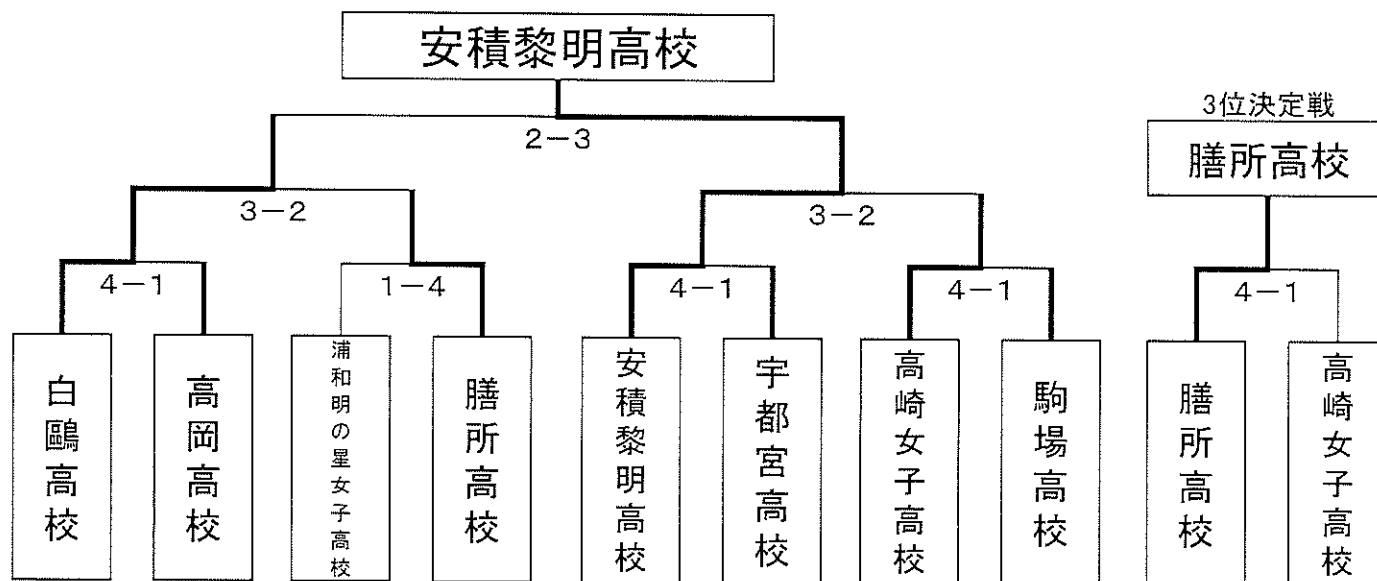 安積黎明高校
3位決定戦
膳所高校
2−3
3−2
3−2
4−1
1−4
4−1
4−1
4−1
白鷗高校
高岡高校
浦和明の星女子高校
膳所高校
安積黎明高校
宇都宮高校
高崎女子高校
駒場高校
膳所高校
高崎女子高校